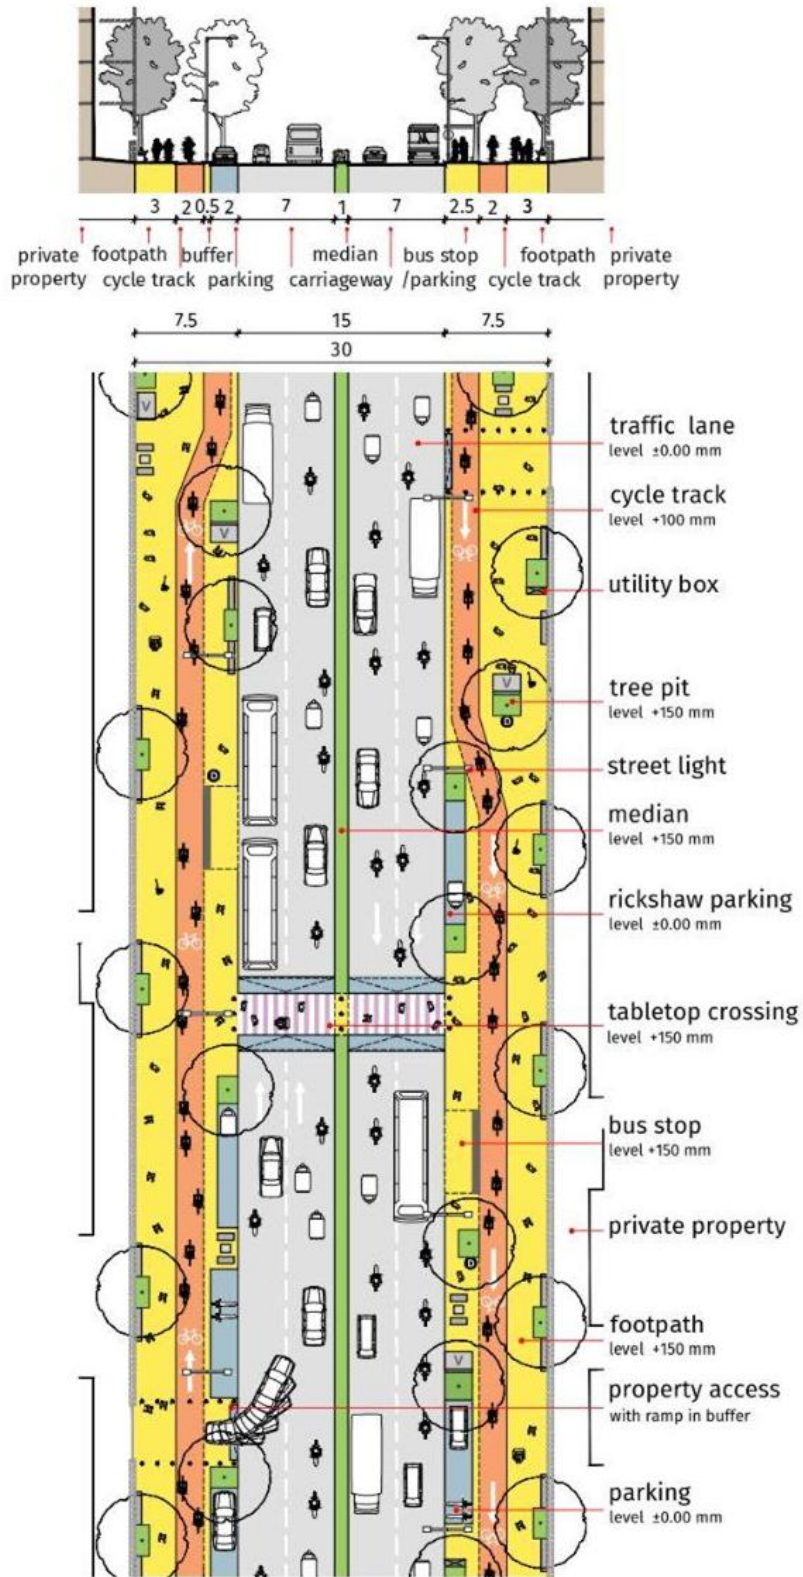 3 2 0.5 2 7 1 7 2.5 2 3
private property footpath cycle track buffer parking carriageway median bus stop /parking cycle track footpath private property
7.5 15 7.5
30
traffic lane
level ±0.00 mm
cycle track
level +100 mm
utility box
tree pit
level +150 mm
street light
median
level +150 mm
rickshaw parking
level ±0.00 mm
tabletop crossing
level +150 mm
bus stop
level +150 mm
private property
footpath
level +150 mm
property access
with ramp in buffer
parking
level ±0.00 mm
V
V
V
D
D
D
V